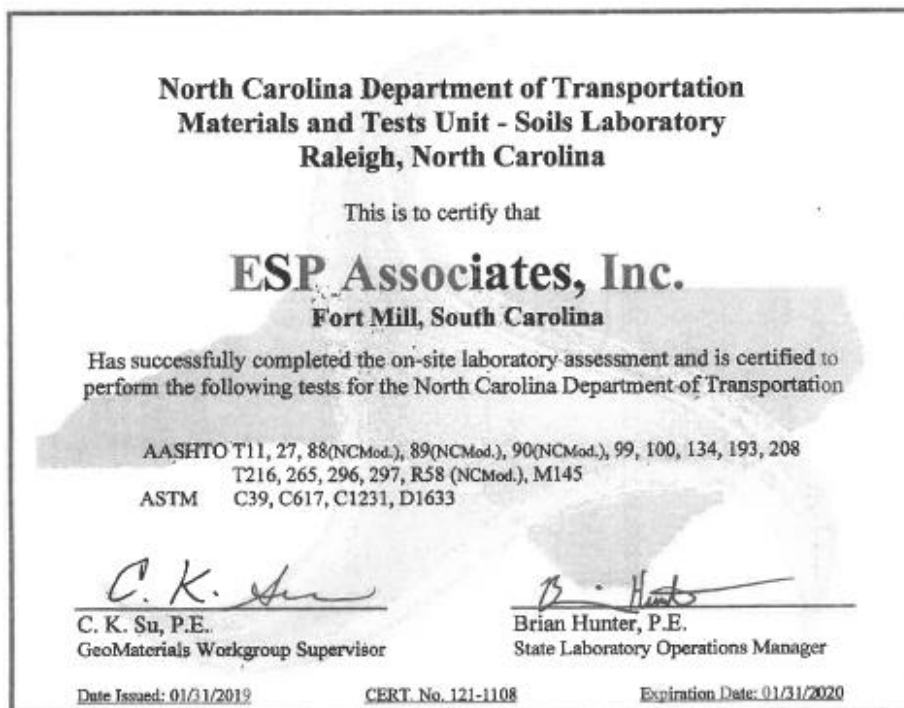 North Carolina Department of Transportation
Materials and Tests Unit - Soils Laboratory
Raleigh, North Carolina
This is to certify that
ESP Associates, Inc.
Fort Mill, South Carolina
Has successfully completed the on-site laboratory assessment and is certified to
perform the following tests for the North Carolina Department of Transportation
AASHTO T11, 27, 88(NCMod.), 89(NCMod.), 90(NCMod.), 99, 100, 134, 193, 208
T216, 265, 296, 297, R58 (NCMod.), M145
ASTM C39, C617, C1231, D1633
C. K. Su
Brian Hunter
C. K. Su, P.E.
Brian Hunter, P.E.
GeoMaterials Workgroup Supervisor
State Laboratory Operations Manager
Date Issued: 01/31/2019 CERT. No. 121-1108 Expiration Date: 01/31/2020